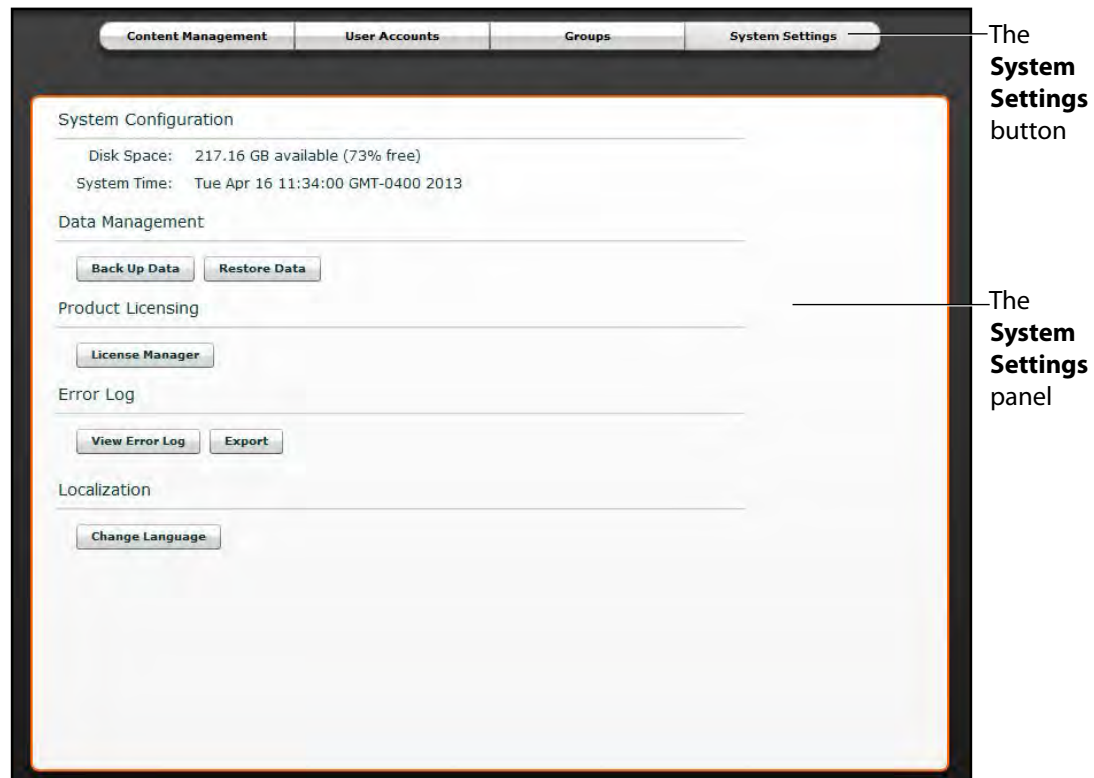 Content Management User Accounts Groups System Settings
The
System
Settings
button
System Configuration
Disk Space: 217.16 GB available (73% free)
System Time: Tue Apr 16 11:34:00 GMT-0400 2013
Data Management
Back Up Data Restore Data
Product Licensing
License Manager
The
System
Settings
panel
Error Log
View Error Log Export
Localization
Change Language